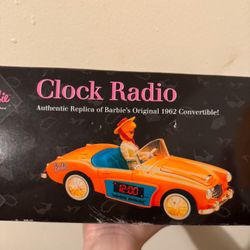 Clock Radio
Authentic Replica of Barbie's Original 1962 Convertible!
12:00